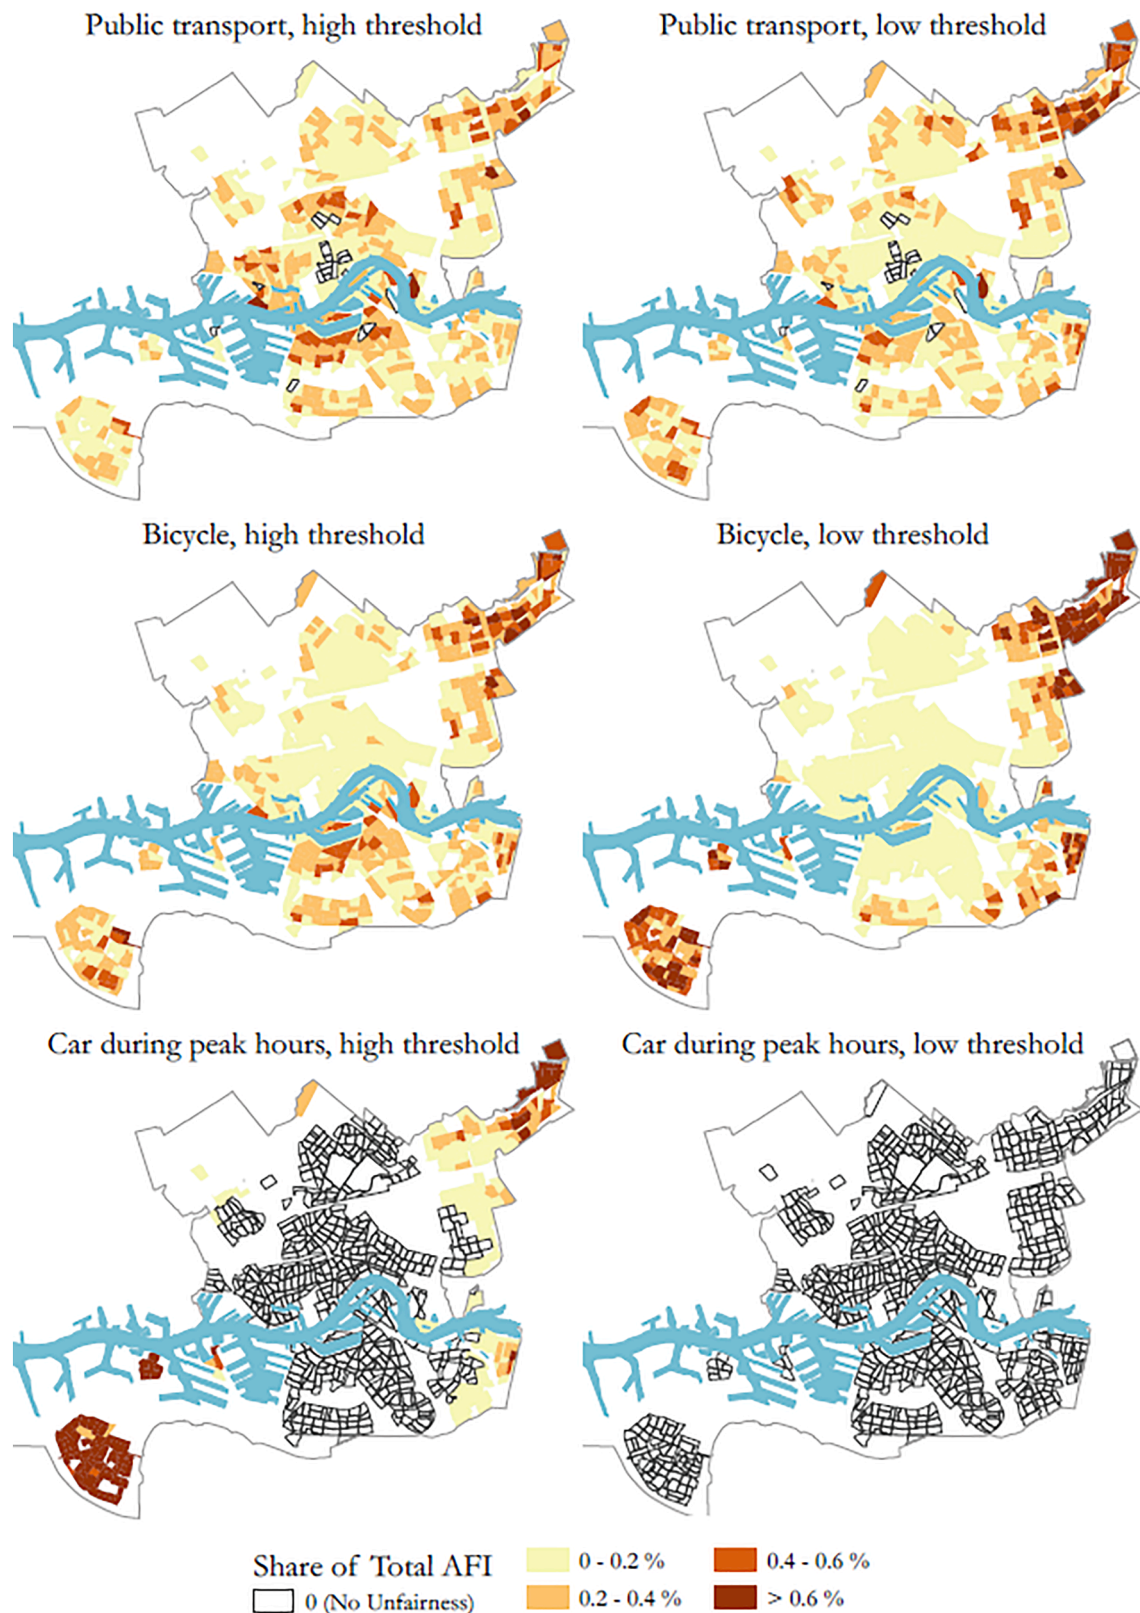 Public transport, high threshold
Public transport, low threshold
Bicycle, high threshold
Bicycle, low threshold
Car during peak hours, high threshold
Car during peak hours, low threshold
Share of Total AFI
0 (No Unfairness)
0 - 0.2 %
0.2 - 0.4 %
0.4 - 0.6 %
> 0.6 %